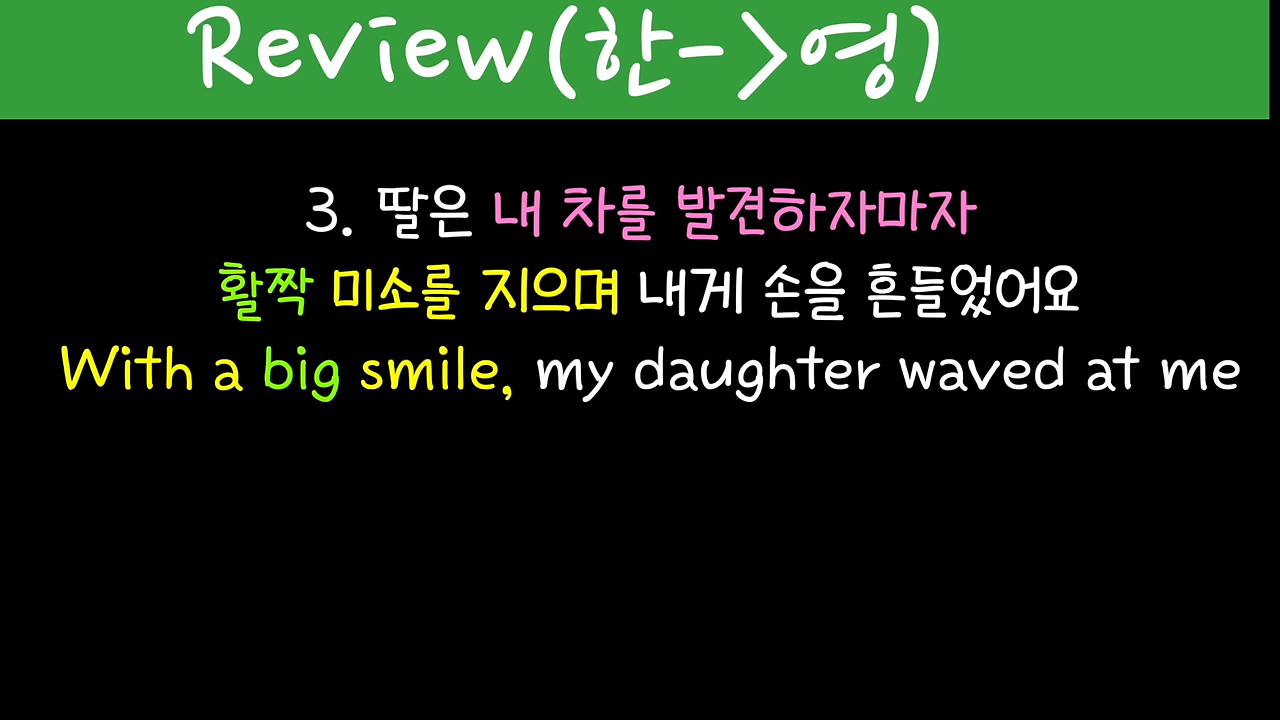 Review(한->영)
3. 딸은 내 차를 발견하자마자
활짝 미소를 지으며 내게 손을 흔들었어요
With a big smile, my daughter waved at me